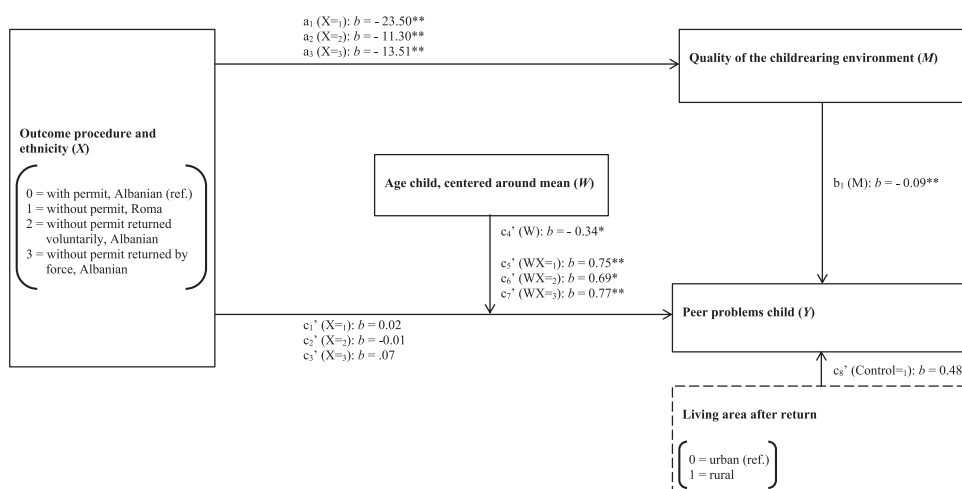 a₁ (X=₁): b = - 23.50**
a₂ (X=₂): b = - 11.30**
a₃ (X=₃): b = - 13.51**
Quality of the childrearing environment (M)
Outcome procedure and
ethnicity (X)
0 = with permit, Albanian (ref.)
1 = without permit, Roma
2 = without permit returned
voluntarily, Albanian
3 = without permit returned by
force, Albanian
Age child, centered around mean (W)
b₁ (M): b = - 0.09**
c₄’ (W): b = - 0.34*
c₅’ (WX=₁): b = 0.75**
c₆’ (WX=₂): b = 0.69*
c₇’ (WX=₃): b = 0.77**
Peer problems child (Y)
c₁’ (X=₁): b = 0.02
c₂’ (X=₂): b = -0.01
c₃’ (X=₃): b = .07
c₈’ (Control=₁): b = 0.48
Living area after return
0 = urban (ref.)
1 = rural